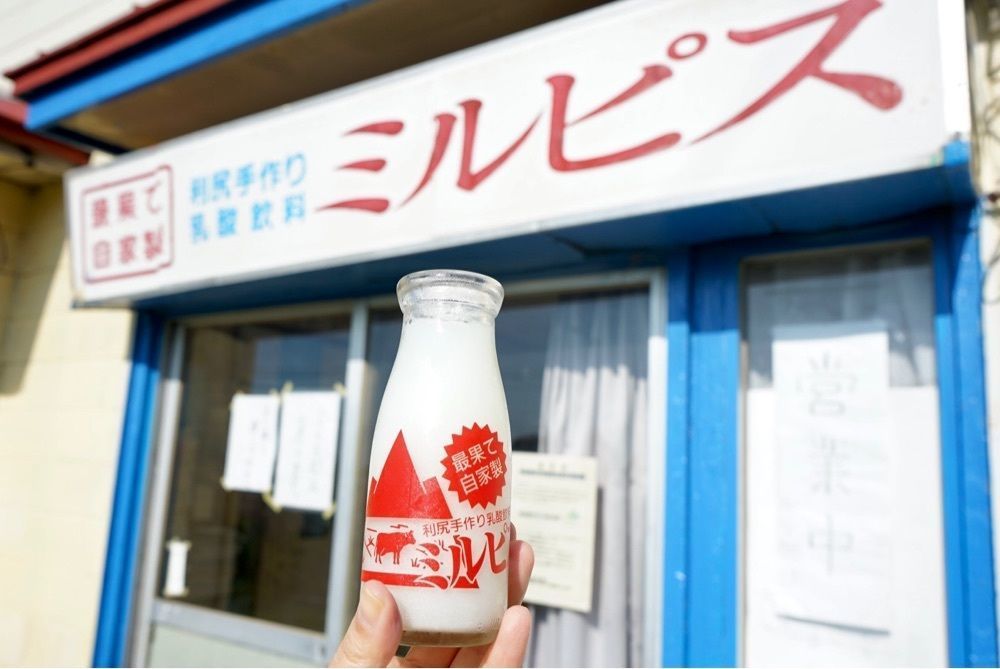 最果て
自家製
利尻手作り
乳酸飲料
ミルピス
最果て
自家製
利尻手作り乳酸飲
ミルピ
営業中